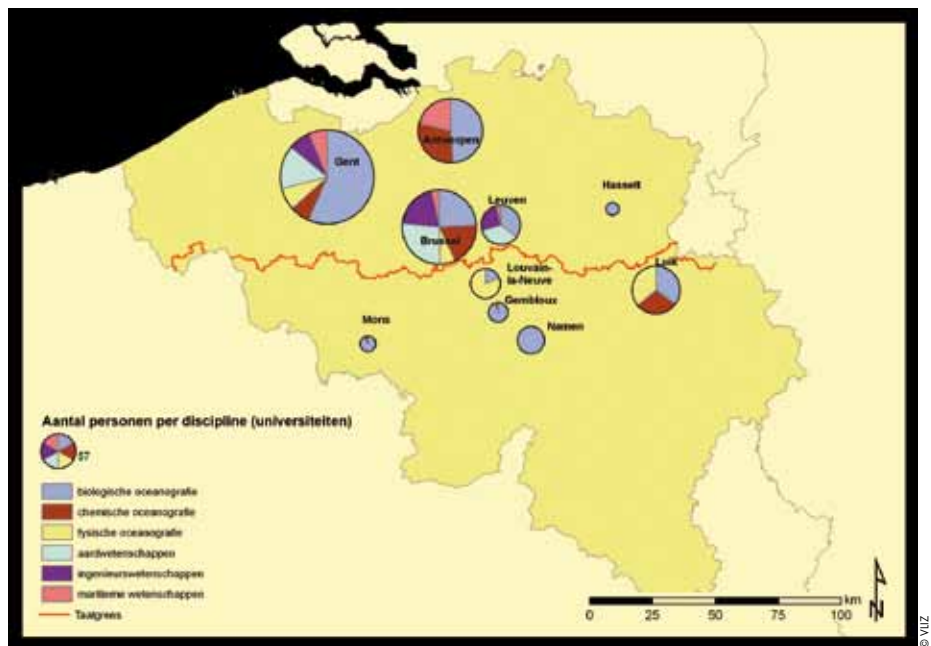 Antwerpen
Gent
Hasselt
Leuven
Brussel
Luik
Louvain-
la-Neuve
Gembloux
Mons
Namen
Aantal personen per discipline (universiteiten)
57
biologische oceanografie
chemische oceanografie
fysische oceanografie
aardwetenschappen
ingenieurswetenschappen
maritieme wetenschappen
Taalgrens
0 25 50 75 100 km
N
© VLIZ